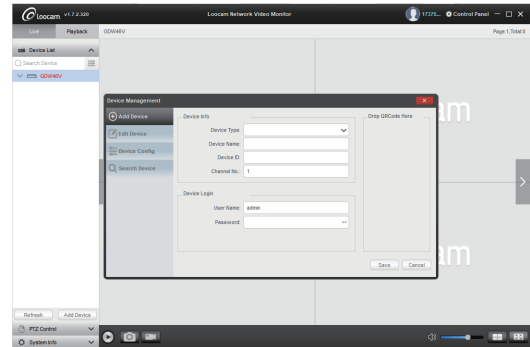 Loocam v1.7.2.320
Loocam Network Video Monitor
17378... Control Panel
Live Playback
GDW46V
Page:1,Total:0
Device List
Search Device
GDW46V
Device Management
Add Device
Edit Device
Device Config
Search Device
Device Info
Device Type:
Device Name:
Device ID:
Channel No.: 1
Device Login
User Name: admin
Password:
Drop QRCode Here
Save Cancel
am
am
Refresh Add Device
PTZ Control
System Info